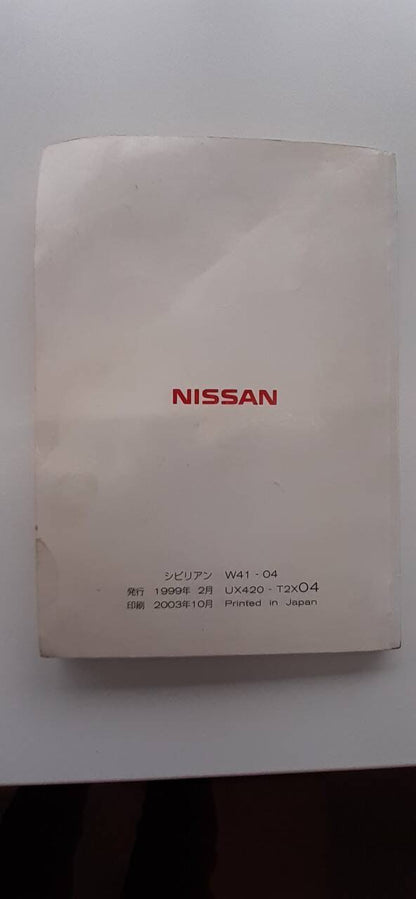 NISSAN
シビリアン W41 - 04
発行 1999年 2月 UX420 - T2X04
印刷 2003年10月 Printed in Japan